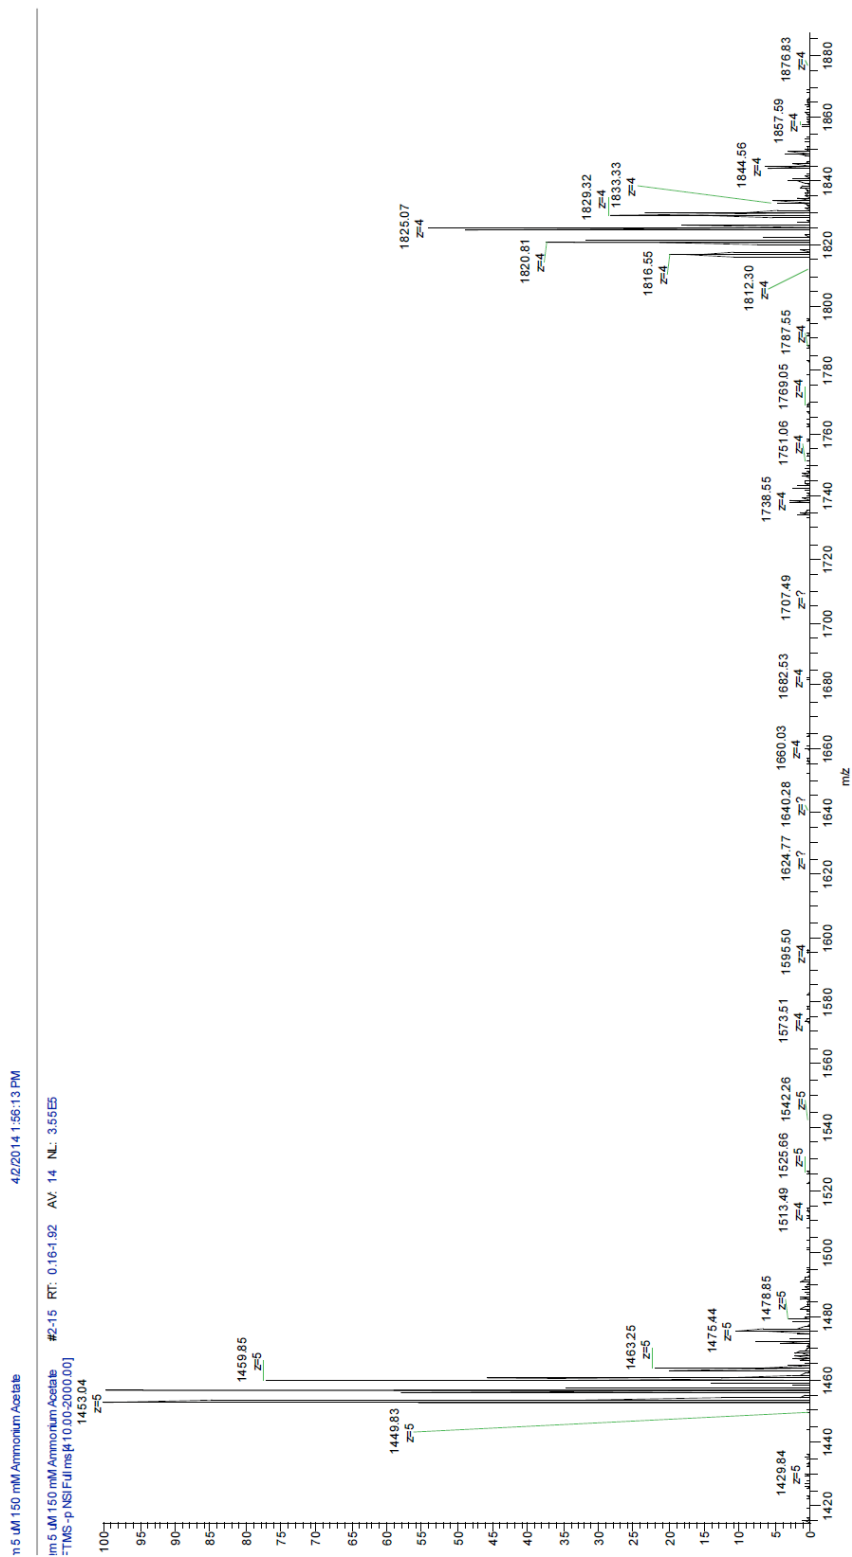 m 5 uM 150 mM Ammonium Acetate 4/2/2014 1:56:13 PM
m 5 uM 150 mM Ammonium Acetate #2-15 RT: 0.16-1.92 AV: 14 NL: 3.55E5
FTMS - p NSI Full ms [410.00-2000.00]
1453.04
z=5
1449.83
z=5
1429.84
z=5
1459.85
z=5
1463.25
z=5
1475.44
z=5
1478.85
z=5
1513.49
z=4
1525.66
z=5
1542.26
z=5
1573.51
z=4
1595.50
z=4
1624.77
z=?
1640.28
z=?
1660.03
z=4
1682.53
z=4
1707.49
z=?
1738.55
z=4
1751.06
z=4
1769.05
z=4
1787.55
z=4
1812.30
z=4
1816.55
z=4
1820.81
z=4
1825.07
z=4
1829.32
z=4
1833.33
z=4
1844.56
z=4
1857.59
z=4
1876.83
z=4
100
95
90
85
80
75
70
65
60
55
50
45
40
35
30
25
20
15
10
5
0
1420 1440 1460 1480 1500 1520 1540 1560 1580 1600 1620 1640 1660 1680 1700 1720 1740 1760 1780 1800 1820 1840 1860 1880
m/z